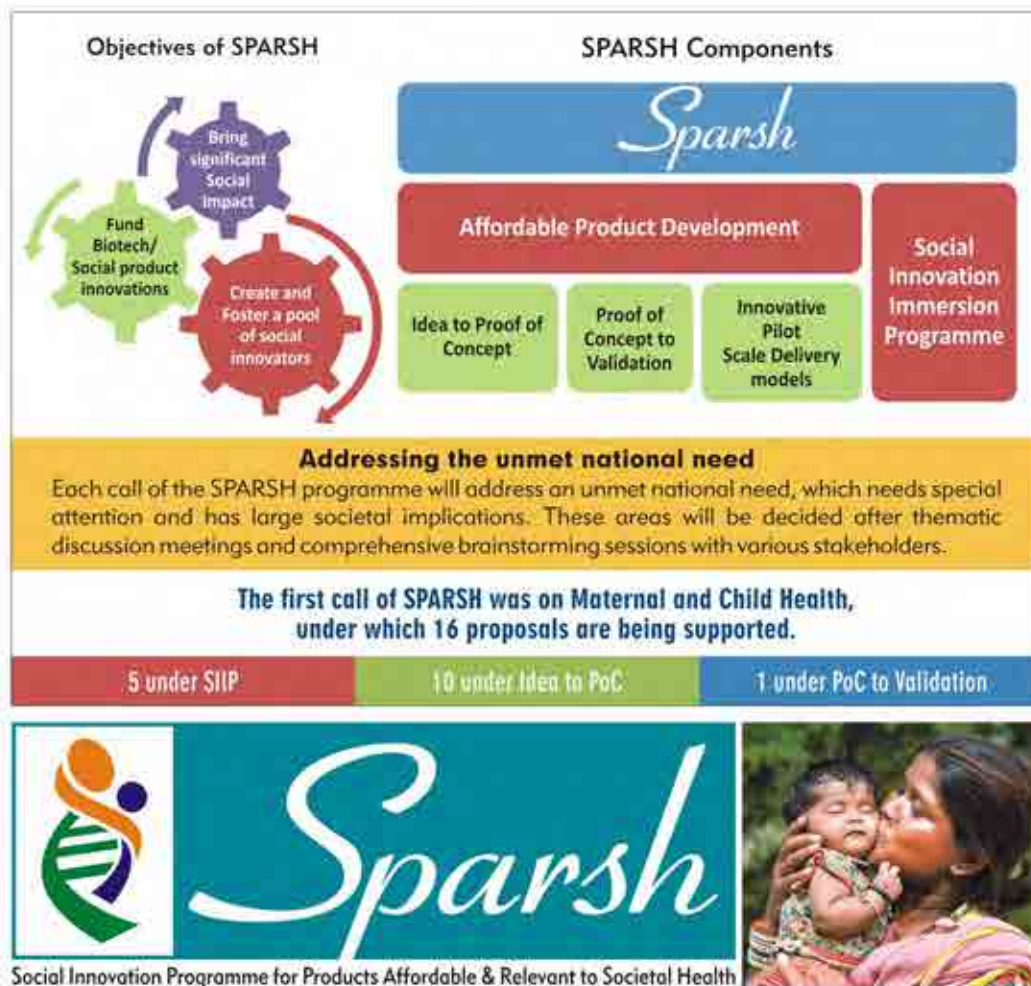 Objectives of SPARSH
Bring
significant
Social
Impact
Fund
Biotech/
Social product
innovations
Create and
Foster a pool
of social
innovators
SPARSH Components
Sparsh
Affordable Product Development
Social
Innovation
Immersion
Programme
Idea to Proof of
Concept
Proof of
Concept to
Validation
Innovative
Pilot
Scale Delivery
models
Addressing the unmet national need
Each call of the SPARSH programme will address an unmet national need, which needs special
attention and has large societal implications. These areas will be decided after thematic
discussion meetings and comprehensive brainstorming sessions with various stakeholders.
The first call of SPARSH was on Maternal and Child Health,
under which 16 proposals are being supported.
5 under SIIP
10 under Idea to PoC
1 under PoC to Validation
Sparsh
Social Innovation Programme for Products Affordable & Relevant to Societal Health